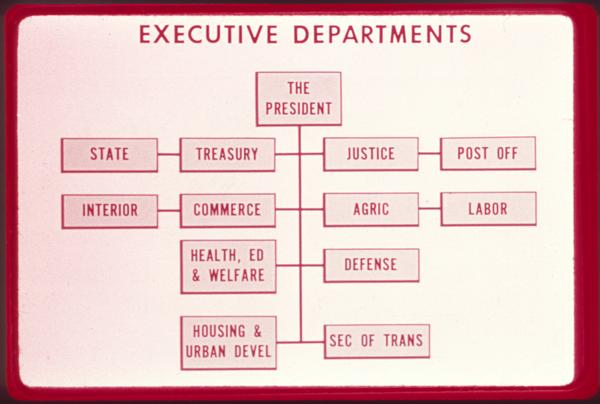 EXECUTIVE DEPARTMENTS
THE
PRESIDENT
STATE
TREASURY
JUSTICE
POST OFF
INTERIOR
COMMERCE
AGRIC
LABOR
HEALTH, ED
& WELFARE
DEFENSE
HOUSING &
URBAN DEVEL
SEC OF TRANS